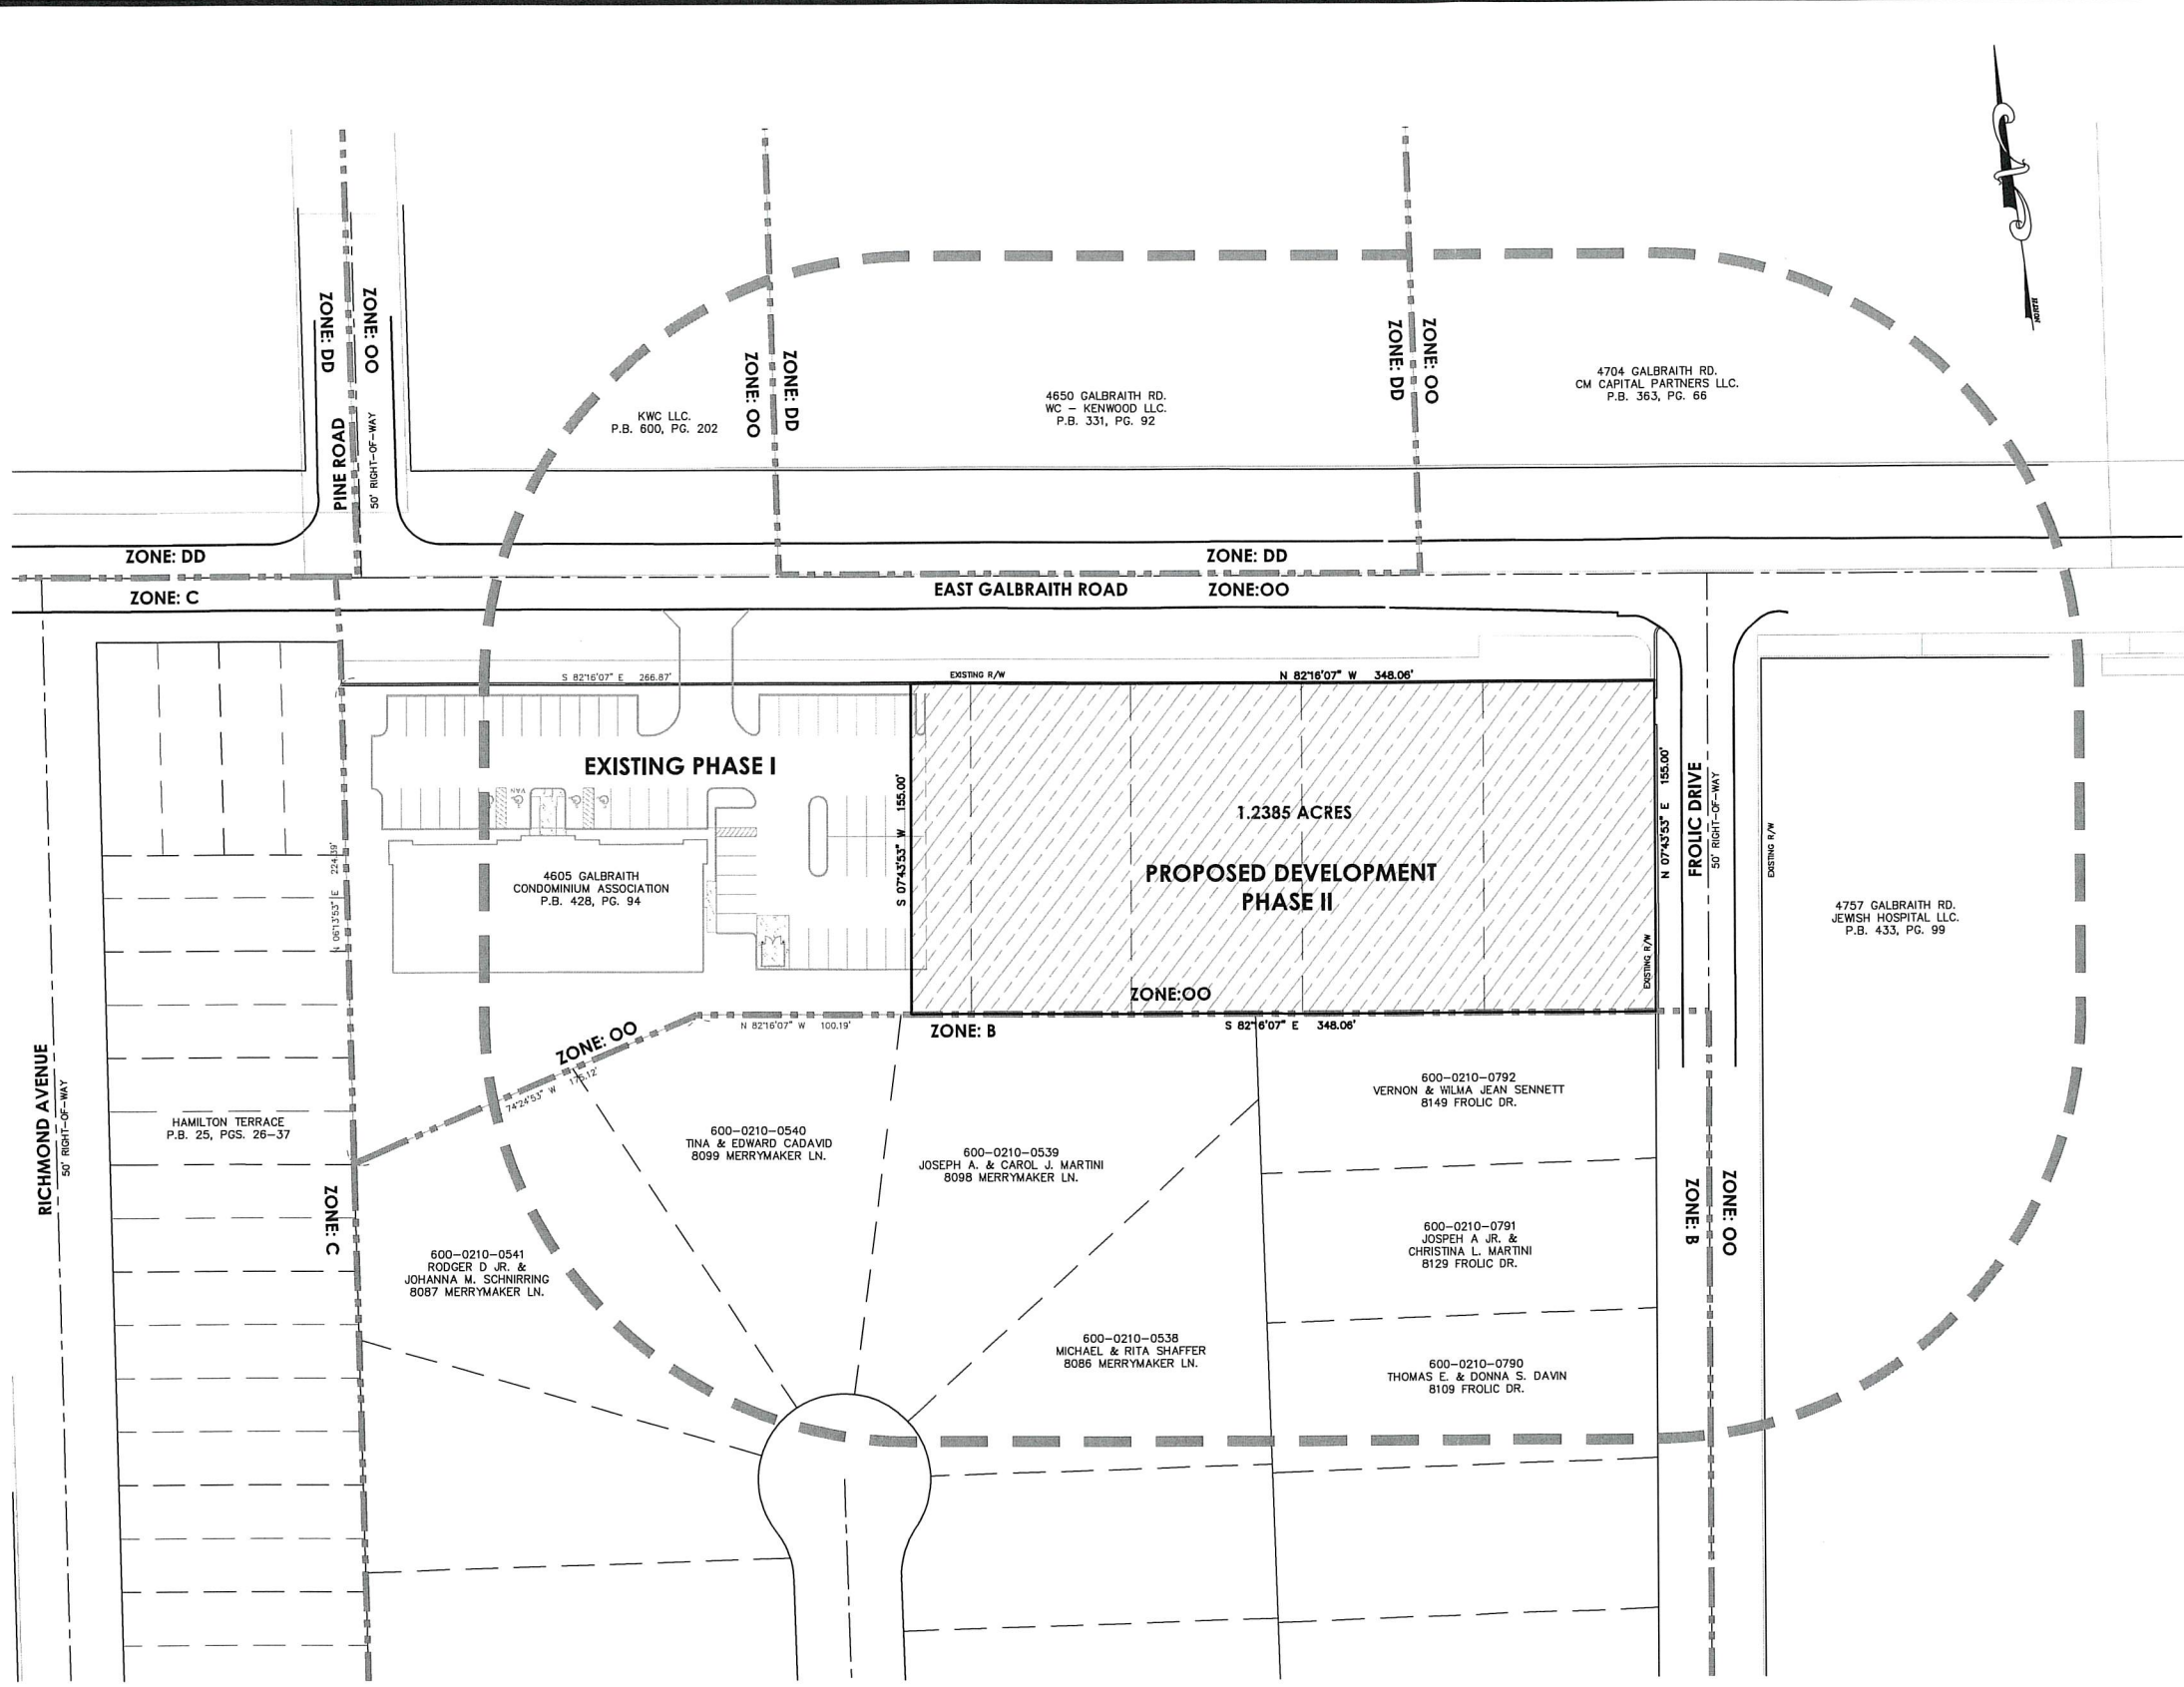 NORTH
ZONE: DD
ZONE: OO
PINE ROAD
50' RIGHT-OF-WAY
KWC LLC.
P.B. 600, PG. 202
ZONE: OO
ZONE: DD
4650 GALBRAITH RD.
WC - KENWOOD LLC.
P.B. 331, PG. 92
ZONE: DD
ZONE: OO
4704 GALBRAITH RD.
CM CAPITAL PARTNERS LLC.
P.B. 363, PG. 66
ZONE: DD
ZONE: C
ZONE: DD
EAST GALBRAITH ROAD
ZONE:OO
S 82°16'07" E 266.87'
EXISTING R/W
N 82°16'07" W 348.06'
EXISTING PHASE I
VAN
4605 GALBRAITH
CONDOMINIUM ASSOCIATION
P.B. 428, PG. 94
N 06°13'53" E 224.39'
S 07°43'53" W 155.00'
1.2385 ACRES
PROPOSED DEVELOPMENT
PHASE II
ZONE:OO
EXISTING R/W
N 07°43'53" E 155.00'
FROLIC DRIVE
50' RIGHT-OF-WAY
EXISTING R/W
4757 GALBRAITH RD.
JEWISH HOSPITAL LLC.
P.B. 433, PG. 99
ZONE: OO
74°24'53" W 175.12'
N 82°16'07" W 100.19'
ZONE: B
S 82°16'07" E 348.06'
RICHMOND AVENUE
50' RIGHT-OF-WAY
HAMILTON TERRACE
P.B. 25, PGS. 26-37
ZONE: C
600-0210-0541
RODGER D JR. &
JOHANNA M. SCHNIRRING
8087 MERRYMAKER LN.
600-0210-0540
TINA & EDWARD CADAVID
8099 MERRYMAKER LN.
600-0210-0539
JOSEPH A. & CAROL J. MARTINI
8098 MERRYMAKER LN.
600-0210-0538
MICHAEL & RITA SHAFFER
8086 MERRYMAKER LN.
600-0210-0792
VERNON & WILMA JEAN SENNETT
8149 FROLIC DR.
600-0210-0791
JOSPEH A JR. &
CHRISTINA L. MARTINI
8129 FROLIC DR.
600-0210-0790
THOMAS E. & DONNA S. DAVIN
8109 FROLIC DR.
ZONE: B
ZONE: OO